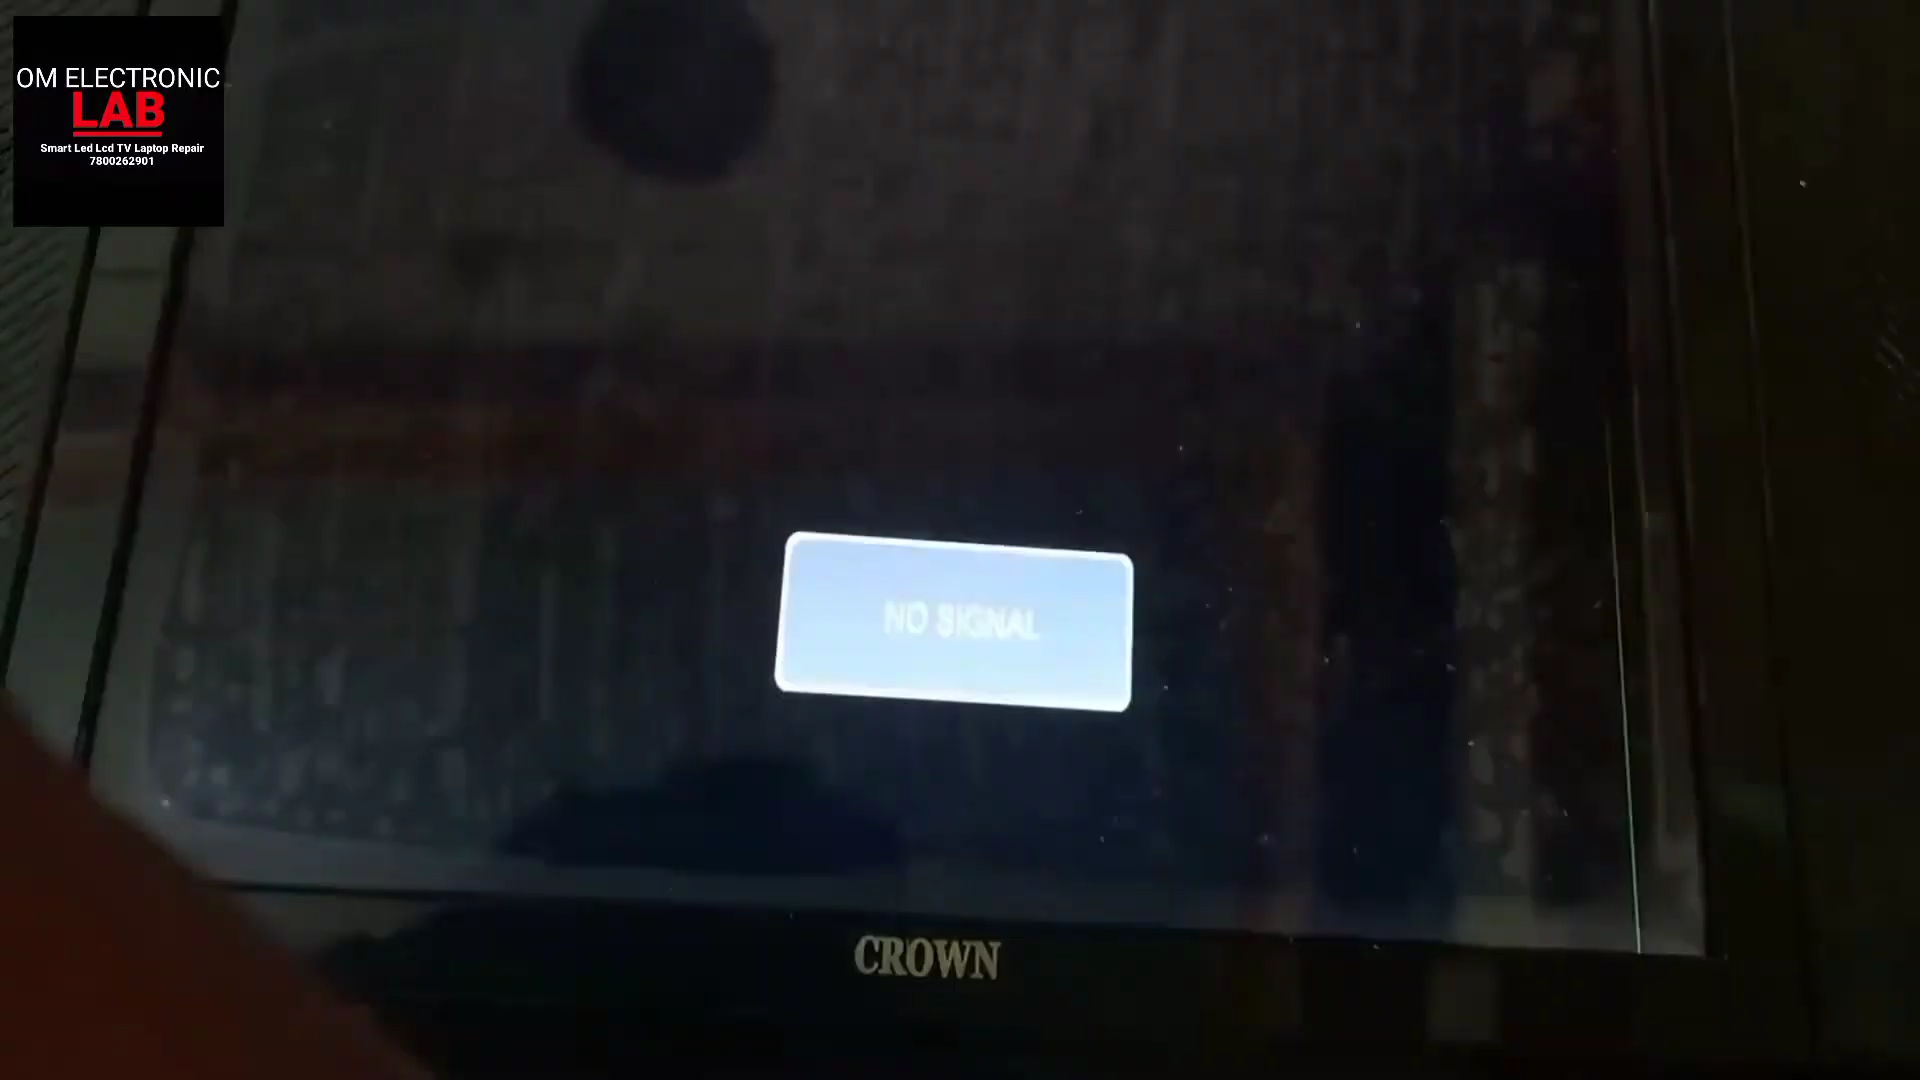 OM ELECTRONIC
LAB
Smart Led Lcd TV Laptop Repair
7800262901
NO SIGNAL
CROWN